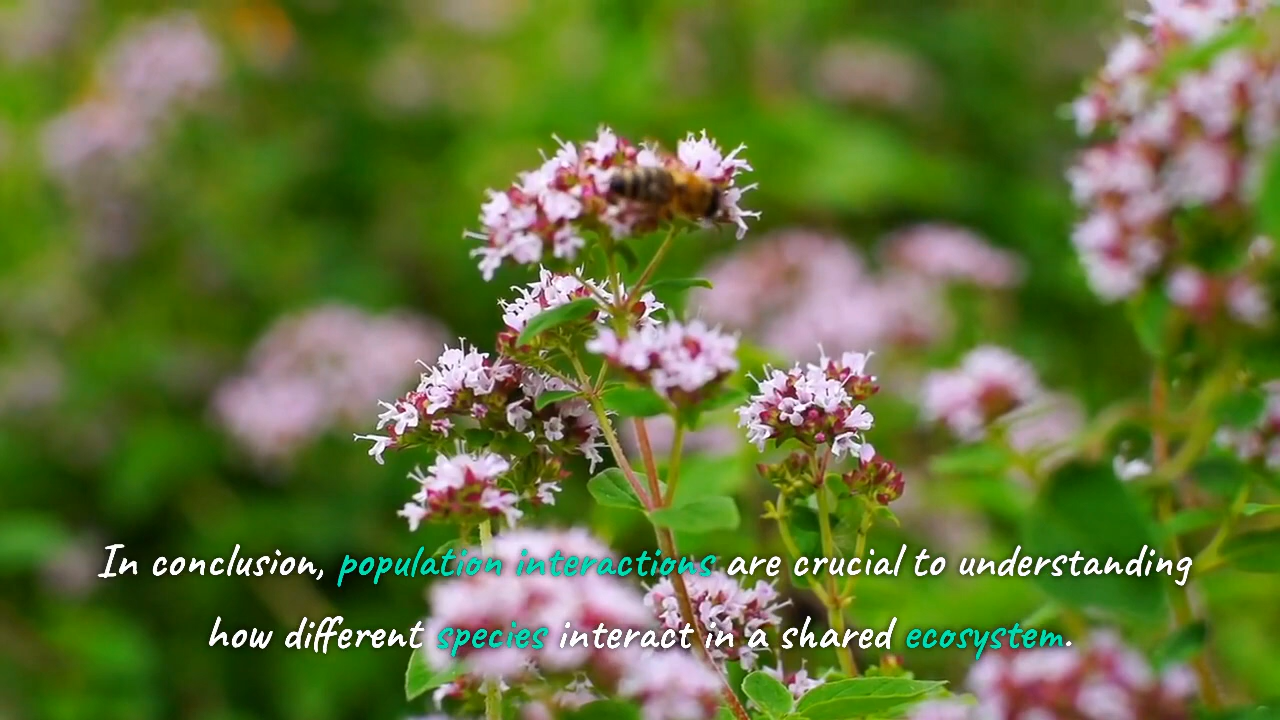 In conclusion, population interactions are crucial to understanding
how different species interact in a shared ecosystem.